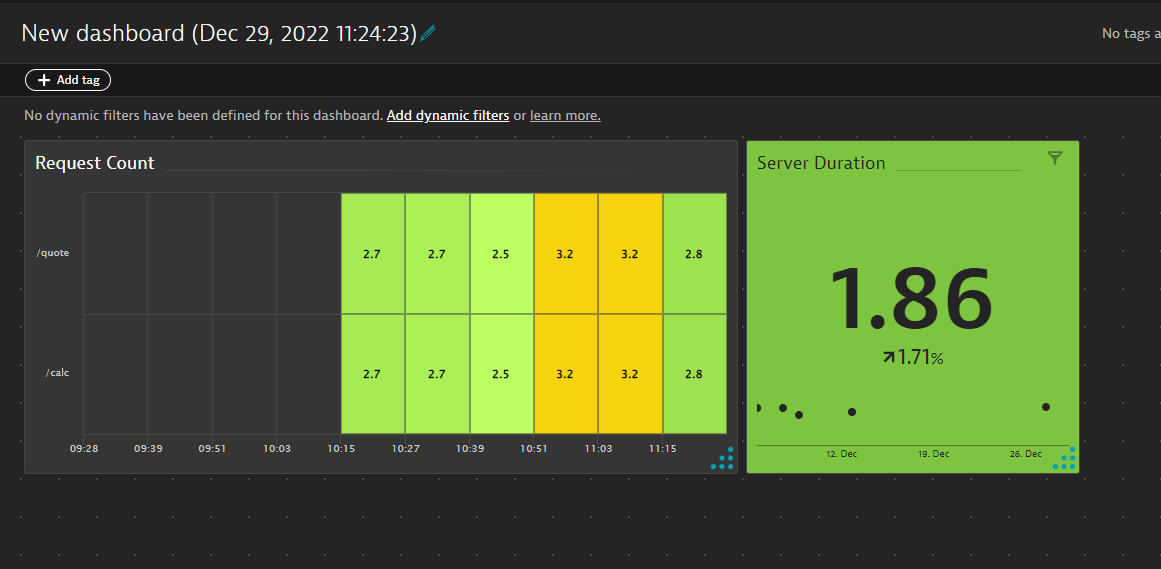 New dashboard (Dec 29, 2022 11:24:23)
No tags a
+ Add tag
No dynamic filters have been defined for this dashboard. Add dynamic filters or learn more.
Request Count
/quote
2.7 2.7 2.5 3.2 3.2 2.8
/calc
2.7 2.7 2.5 3.2 3.2 2.8
09:28 09:39 09:51 10:03 10:15 10:27 10:39 10:51 11:03 11:15
Server Duration
1.86
1.71%
12. Dec 19. Dec 26. Dec